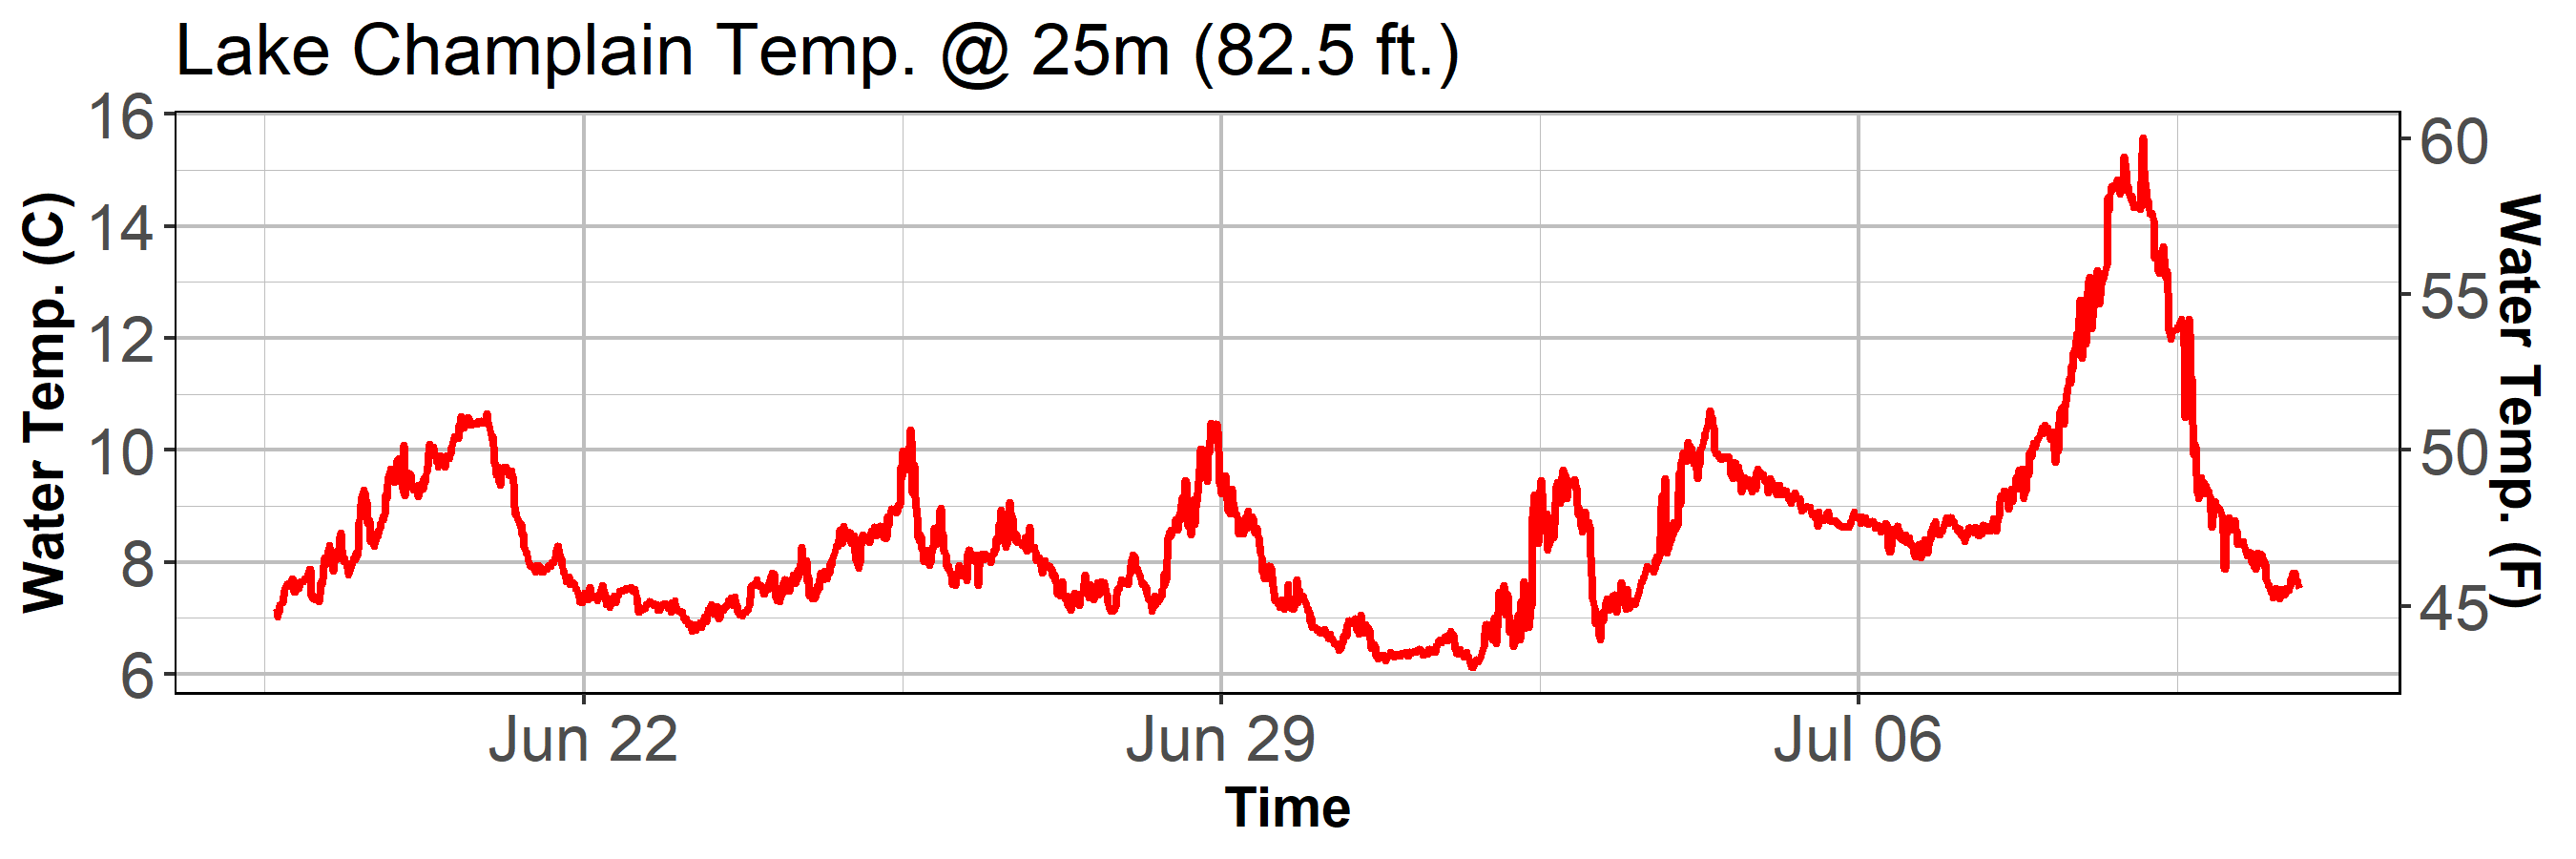 Lake Champlain Temp. @ 25m (82.5 ft.)
Water Temp. (C)
16
14
12
10
8
6
60
55
50
45
Water Temp. (F)
Jun 22
Jun 29
Jul 06
Time